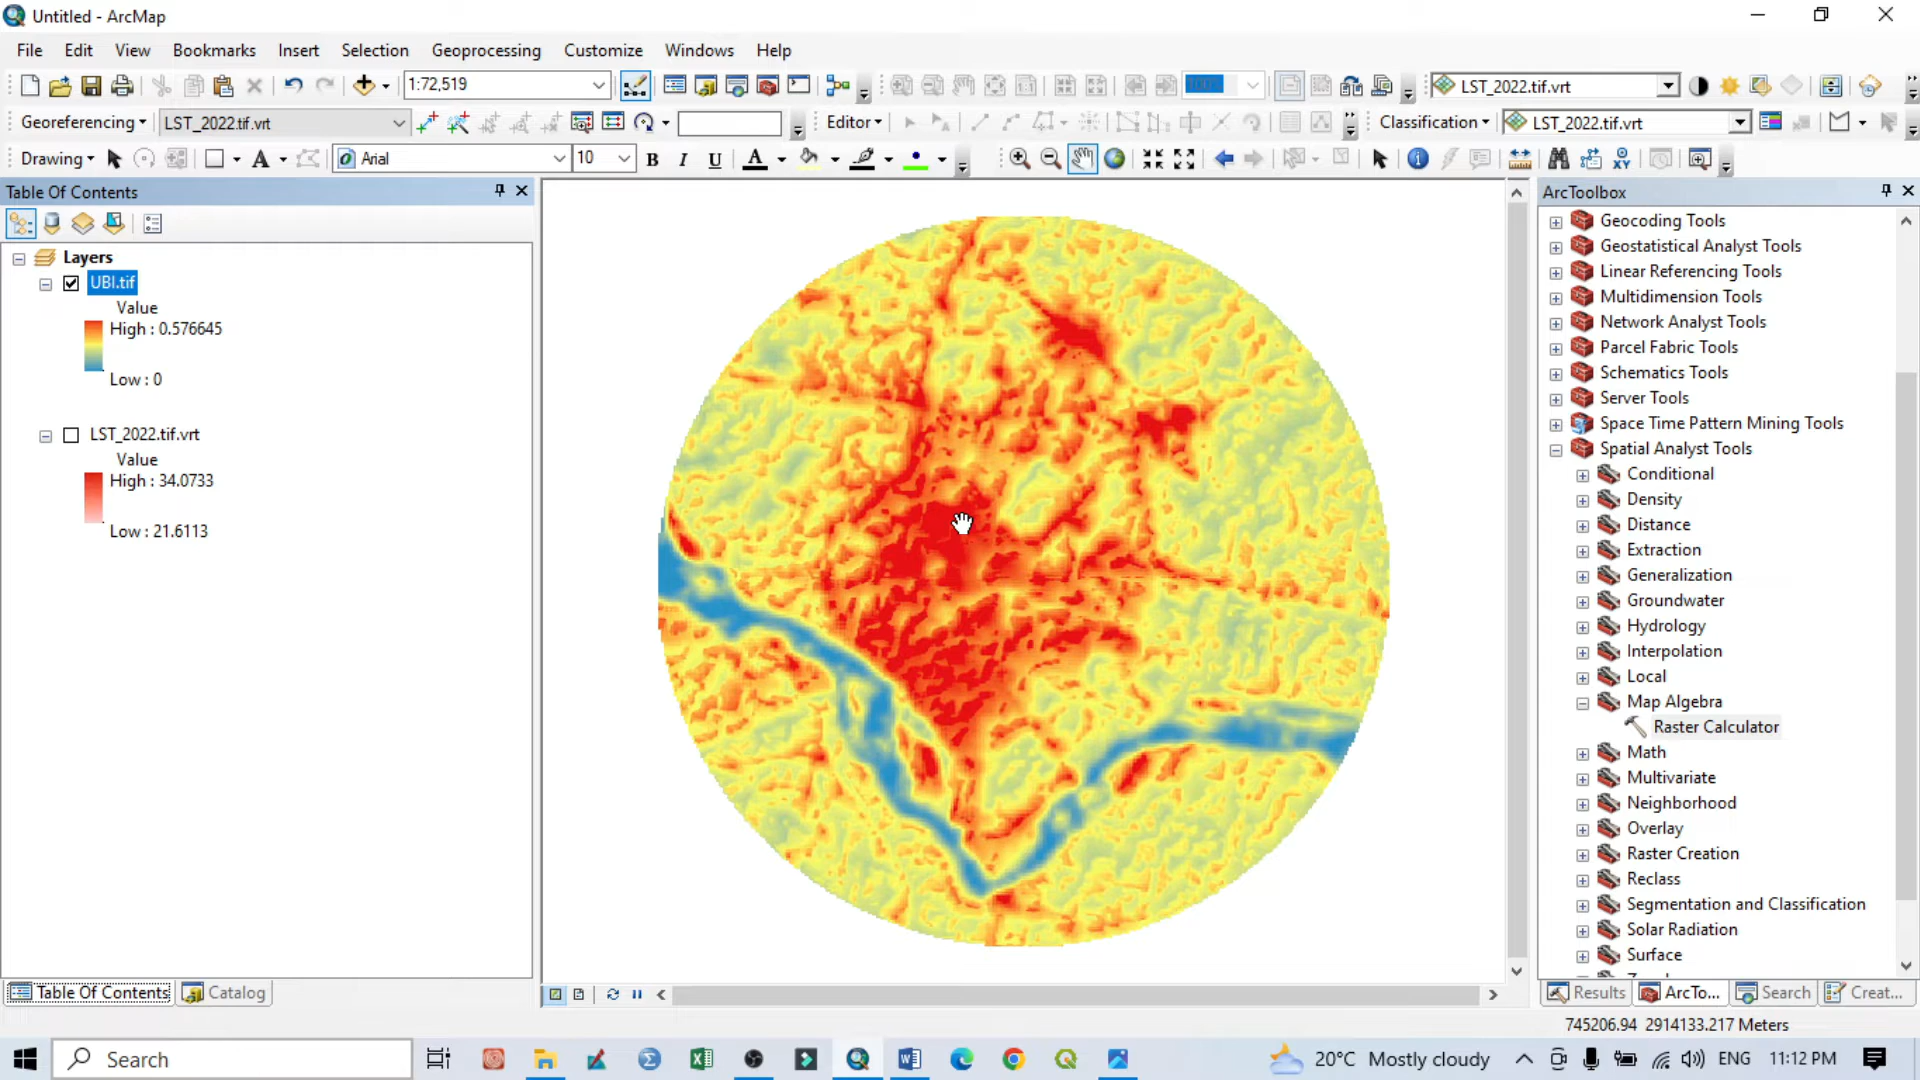 Untitled - ArcMap
File Edit View Bookmarks Insert Selection Geoprocessing Customize Windows Help
1:72,519
LST_2022.tif.vrt
Georeferencing LST_2022.tif.vrt
Editor
Classification LST_2022.tif.vrt
Drawing A Arial 10 B I U A
Table Of Contents
Layers
UBI.tif
Value
High : 0.576645
Low : 0
LST_2022.tif.vrt
Value
High : 34.0733
Low : 21.6113
Table Of Contents Catalog
ArcToolbox
Geocoding Tools
Geostatistical Analyst Tools
Linear Referencing Tools
Multidimension Tools
Network Analyst Tools
Parcel Fabric Tools
Schematics Tools
Server Tools
Space Time Pattern Mining Tools
Spatial Analyst Tools
Conditional
Density
Distance
Extraction
Generalization
Groundwater
Hydrology
Interpolation
Local
Map Algebra
Raster Calculator
Math
Multivariate
Neighborhood
Overlay
Raster Creation
Reclass
Segmentation and Classification
Solar Radiation
Surface
Results ArcTo... Search Creat...
745206.94 2914133.217 Meters
Search
20°C Mostly cloudy
ENG 11:12 PM